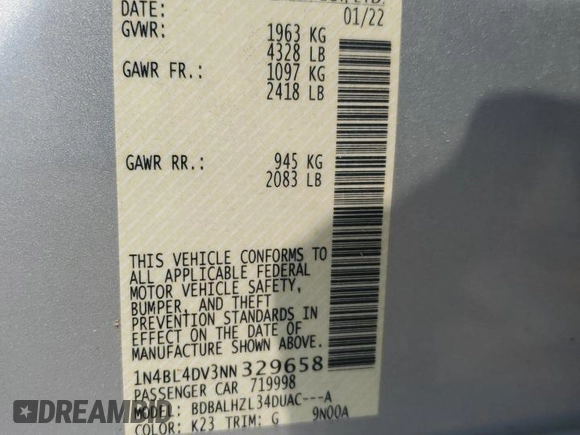 DATE: 01/22
GVWR: 1963 KG
4328 LB
GAWR FR.: 1097 KG
2418 LB
GAWR RR.: 945 KG
2083 LB
THIS VEHICLE CONFORMS TO
ALL APPLICABLE FEDERAL
MOTOR VEHICLE SAFETY,
BUMPER, AND THEFT
PREVENTION STANDARDS IN
EFFECT ON THE DATE OF
MANUFACTURE SHOWN ABOVE.
1N4BL4DV3NN329658
PASSENGER CAR 719998
MODEL: BDBALHZL34DUAC---A
COLOR: K23 TRIM: G 9N00A
DEALERSCARFAX